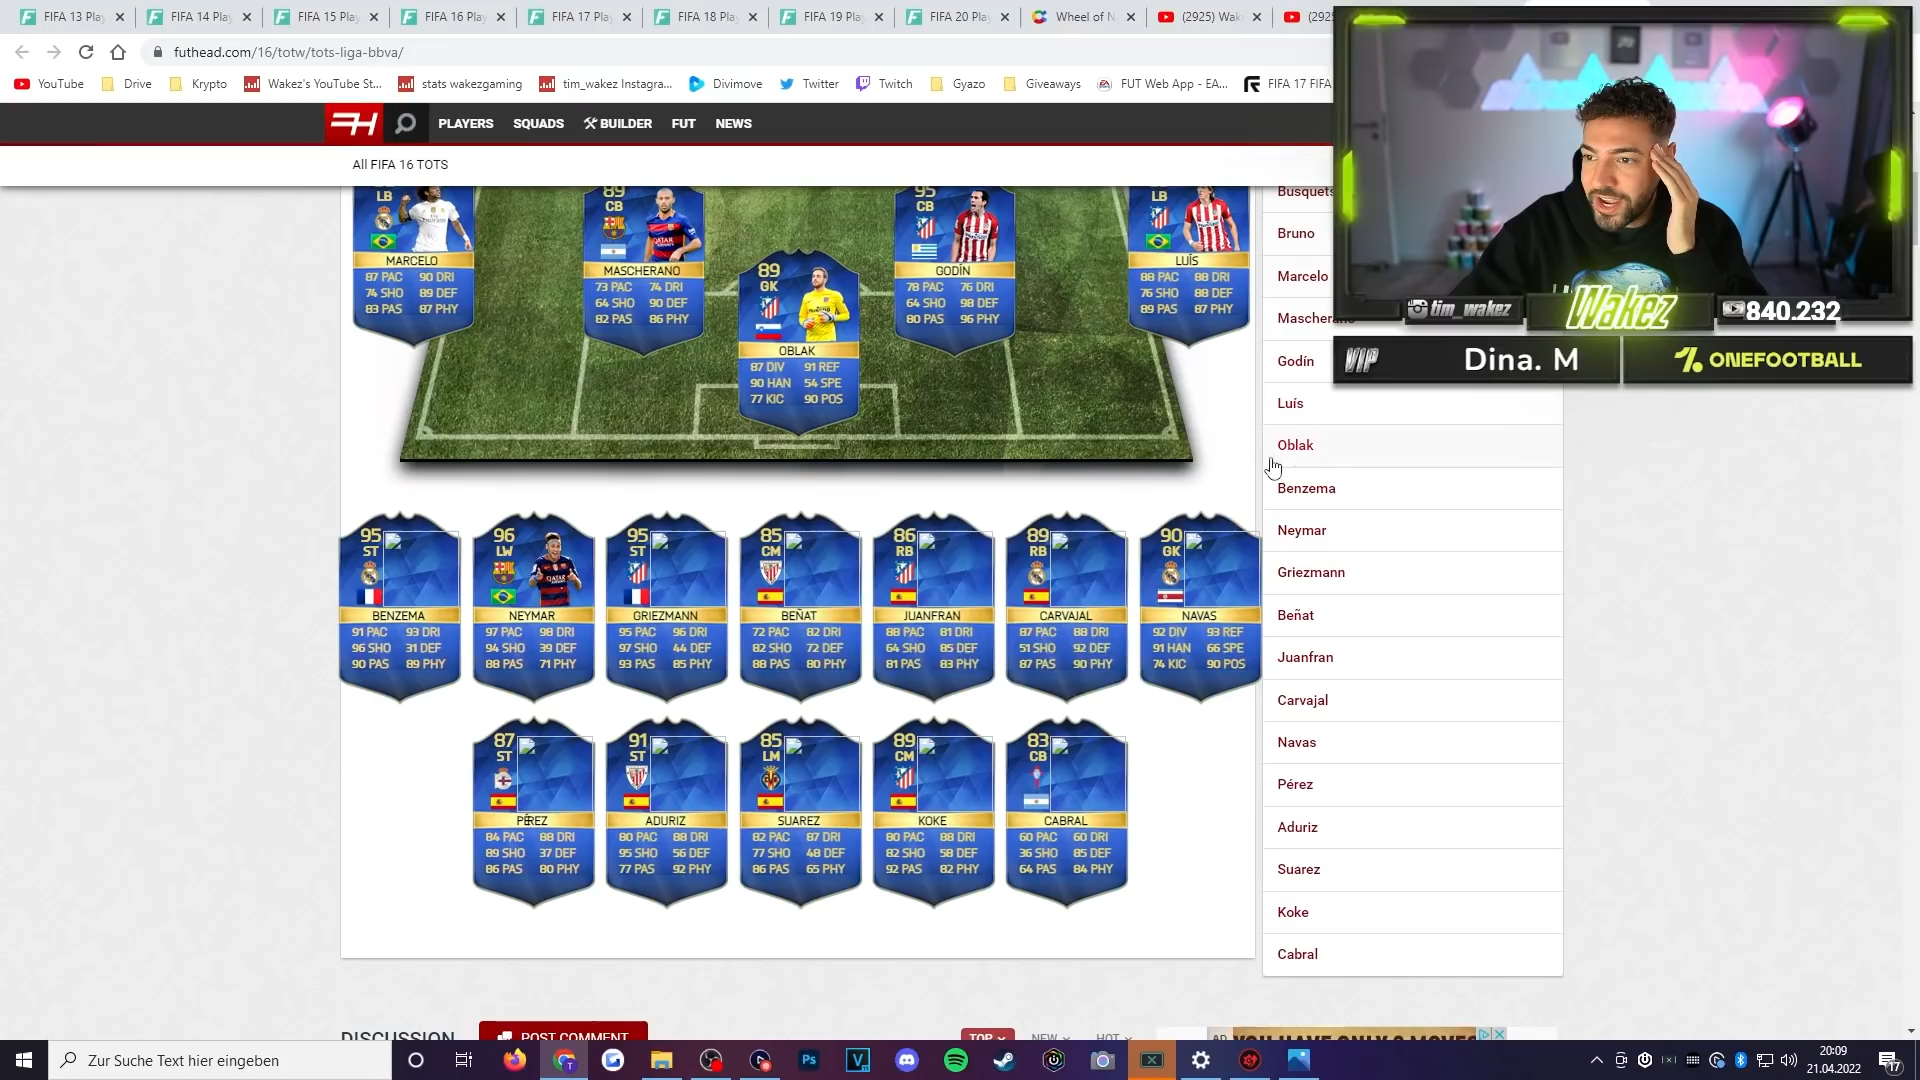 FIFA 13 Play
FIFA 14 Play
FIFA 15 Play
FIFA 16 Play
FIFA 17 Play
FIFA 18 Play
FIFA 19 Play
FIFA 20 Play
Wheel of N
(2925) Wak
(292
futhead.com/16/totw/tots-liga-bbva/
YouTube
Drive
Krypto
Wakez's YouTube St...
stats wakezgaming
tim_wakez Instagra...
Divimove
Twitter
Twitch
Gyazo
Giveaways
FUT Web App - EA...
FIFA 17 FIFA
PLAYERS SQUADS BUILDER FUT NEWS
All FIFA 16 TOTS
LB
MARCELO
87 PAC 90 DRI
74 SHO 89 DEF
83 PAS 87 PHY
89
CB
MASCHERANO
73 PAC 74 DRI
64 SHO 90 DEF
82 PAS 86 PHY
89
GK
OBLAK
87 DIV 91 REF
90 HAN 54 SPE
77 KIC 90 POS
95
CB
GODÍN
78 PAC 76 DRI
64 SHO 98 DEF
80 PAS 96 PHY
LB
LUÍS
88 PAC 88 DRI
76 SHO 88 DEF
89 PAS 87 PHY
95
ST
BENZEMA
91 PAC 93 DRI
96 SHO 31 DEF
90 PAS 89 PHY
96
LW
NEYMAR
97 PAC 98 DRI
94 SHO 39 DEF
88 PAS 71 PHY
95
ST
GRIEZMANN
95 PAC 96 DRI
97 SHO 44 DEF
93 PAS 85 PHY
85
CM
BEÑAT
72 PAC 82 DRI
82 SHO 72 DEF
88 PAS 80 PHY
86
RB
JUANFRAN
88 PAC 81 DRI
64 SHO 85 DEF
81 PAS 83 PHY
89
RB
CARVAJAL
87 PAC 88 DRI
51 SHO 92 DEF
87 PAS 90 PHY
90
GK
NAVAS
92 DIV 93 REF
91 HAN 66 SPE
74 KIC 90 POS
87
ST
PÉREZ
84 PAC 88 DRI
89 SHO 37 DEF
86 PAS 80 PHY
91
ST
ADURIZ
80 PAC 88 DRI
95 SHO 56 DEF
77 PAS 92 PHY
85
LM
SUAREZ
82 PAC 87 DRI
77 SHO 48 DEF
86 PAS 65 PHY
89
CM
KOKE
80 PAC 88 DRI
82 SHO 58 DEF
92 PAS 82 PHY
83
CB
CABRAL
60 PAC 60 DRI
36 SHO 85 DEF
64 PAS 84 PHY
Busquets
Bruno
Marcelo
Mascherano
Godín
Luís
Oblak
Benzema
Neymar
Griezmann
Beñat
Juanfran
Carvajal
Navas
Pérez
Aduriz
Suarez
Koke
Cabral
tim_wakez
Wakez
840.232
VIP
Dina. M
ONEFOOTBALL
DISCUSSION
POST COMMENT
TOP
NEW
HOT
AD
YOU HAVE ONLY 2 MOVES
Zur Suche Text hier eingeben
20:09
21.04.2022
17